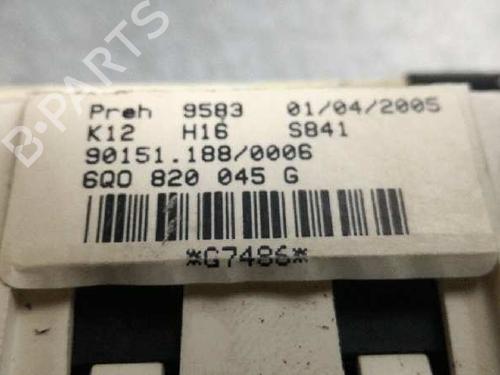 B-PARTS
Preh 9583 01/04/2005
K12 H16 S841
90151.188/0006
6Q0 820 045 G
*G7486*